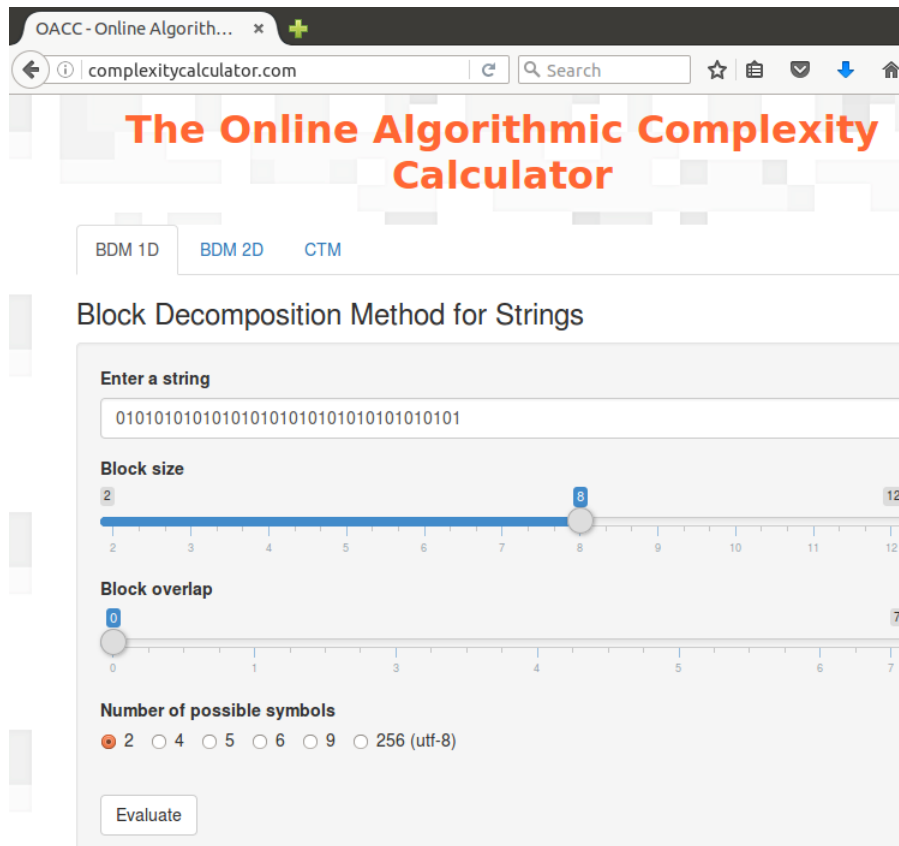 OACC - Online Algorith…
complexitycalculator.com
Search
The Online Algorithmic Complexity
Calculator
BDM 1D BDM 2D CTM
Block Decomposition Method for Strings
Enter a string
010101010101010101010101010101010101
Block size
2 8 12
2 3 4 5 6 7 8 9 10 11 12
Block overlap
0 7
0 1 3 4 5 6 7
Number of possible symbols
2 4 5 6 9 256 (utf-8)
Evaluate